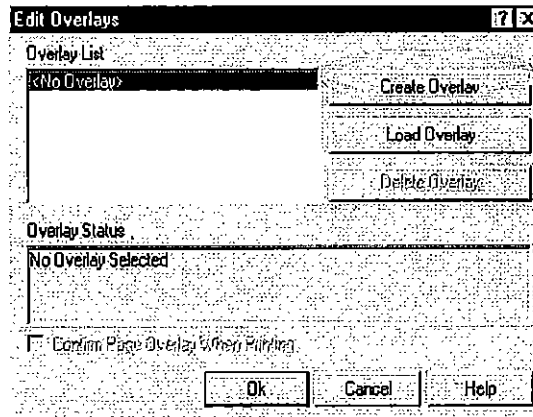 Edit Overlays
Overlay List
<No Overlay>
Create Overlay
Load Overlay
Delete Overlay
Overlay Status
No Overlay Selected
Confirm Page Overlay When Printing
Ok
Cancel
Help